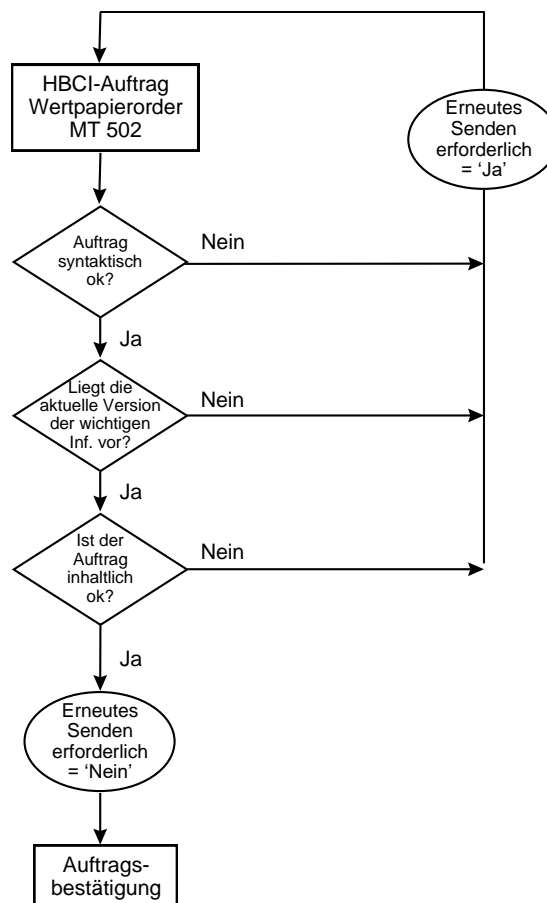 HBCI-Auftrag
Wertpapierorder
MT 502
Erneutes
Senden
erforderlich
= ‘Ja’
Auftrag
syntaktisch
ok?
Nein
Ja
Liegt die
aktuelle Version
der wichtigen
Inf. vor?
Nein
Ja
Ist der
Auftrag
inhaltlich
ok?
Nein
Ja
Erneutes
Senden
erforderlich
= ‘Nein’
Auftrags-
bestätigung